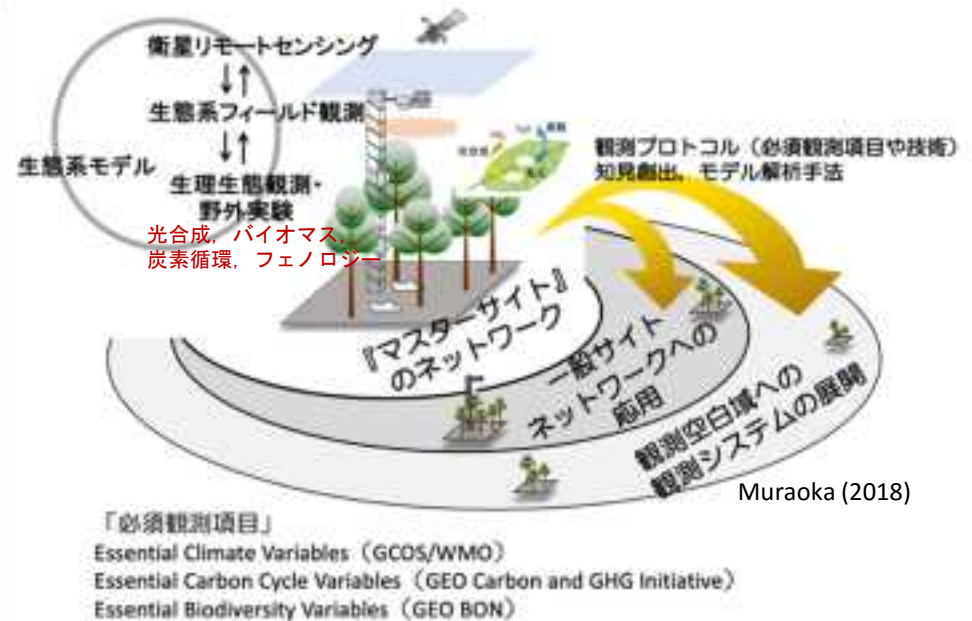 衛星リモートセンシング
↓↑
生態系フィールド観測
↓↑
生態系モデル
生理生態観測・
野外実験
光合成, バイオマス,
炭素循環, フェノロジー
観測プロトコル（必須観測項目や技術）
知見創出、モデル解析手法
『マスターサイト』
のネットワーク
一般サイト
ネットワークへの
応用
観測空白域への
観測システムの展開
Muraoka (2018)
「必須観測項目」
Essential Climate Variables（GCOS/WMO）
Essential Carbon Cycle Variables（GEO Carbon and GHG Initiative）
Essential Biodiversity Variables（GEO BON）